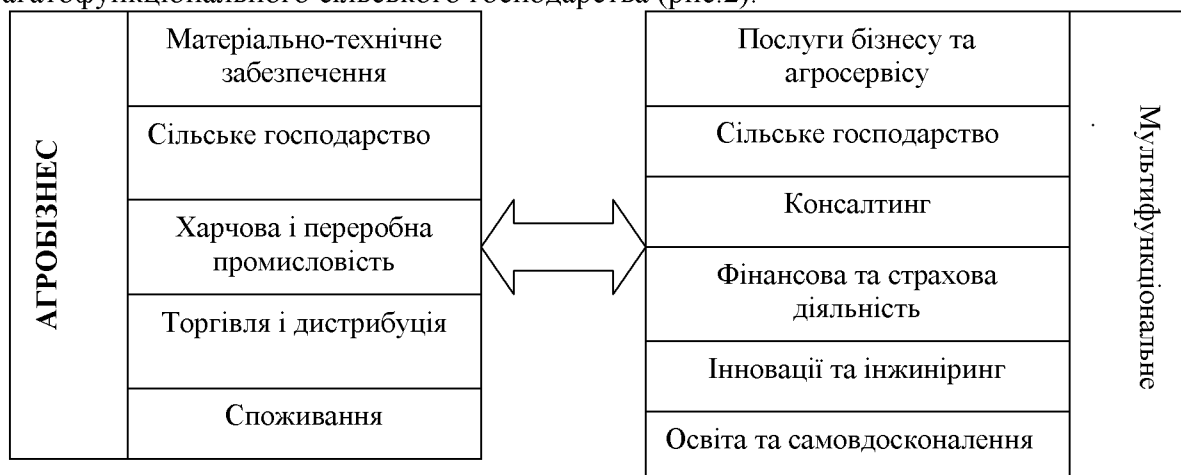 агатофункціонального сільського господарства (рис.2).
АГРОБІЗНЕС
Матеріально-технічне
забезпечення
Сільське господарство
Харчова і переробна
промисловість
Торгівля і дистрибуція
Споживання
Послуги бізнесу та
агросервісу
Сільське господарство
Консалтинг
Фінансова та страхова
діяльність
Інновації та інжиніринг
Освіта та самовдосконалення
Мультифункціональне